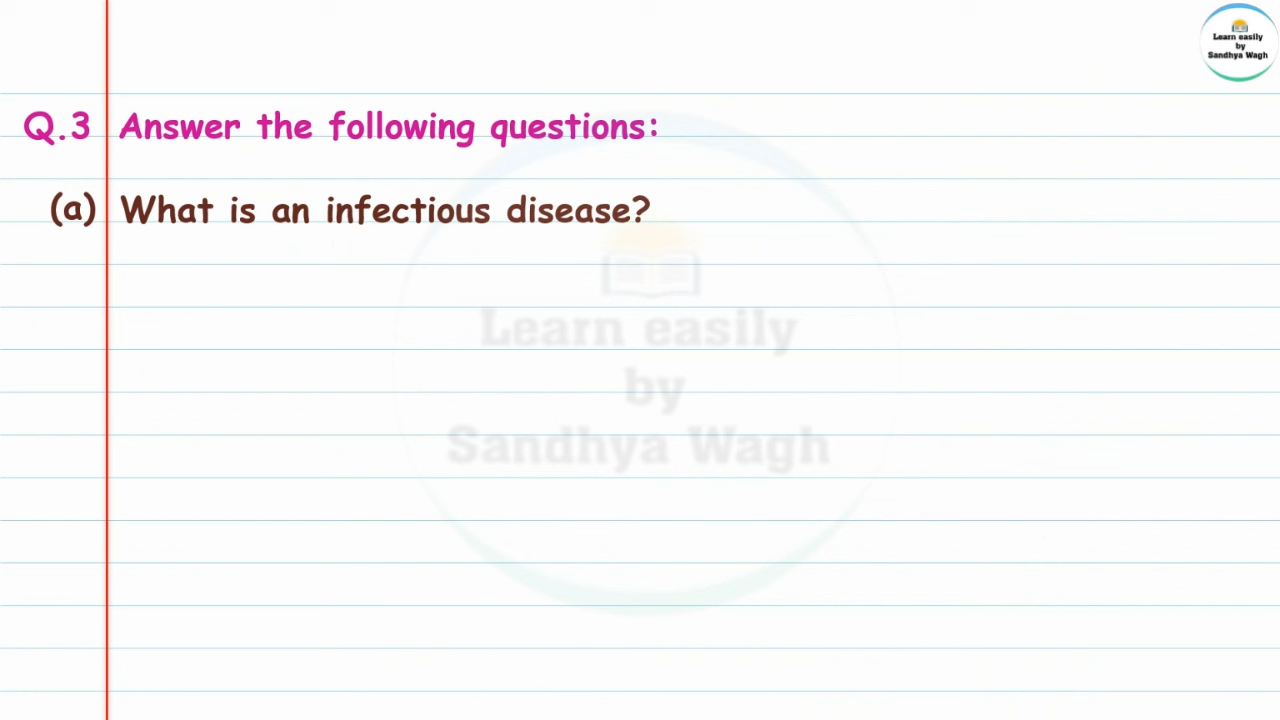 Learn easily
by
Sandhya Wagh
Q.3 Answer the following questions:
(a) What is an infectious disease?
Learn easily
by
Sandhya Wagh